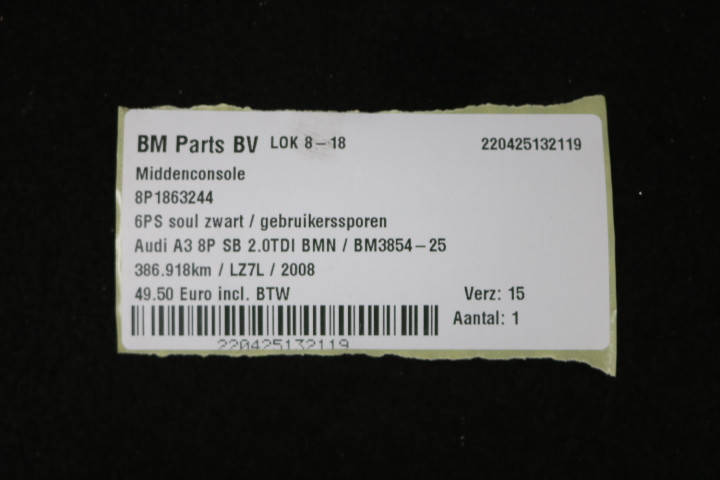 BM Parts BV LOK 8-18 220425132119
Middenconsole
8P1863244
6PS soul zwart / gebruikerssporen
Audi A3 8P SB 2.0TDI BMN / BM3854-25
386.918km / LZ7L / 2008
49.50 Euro incl. BTW Verz: 15
Aantal: 1
220425132119